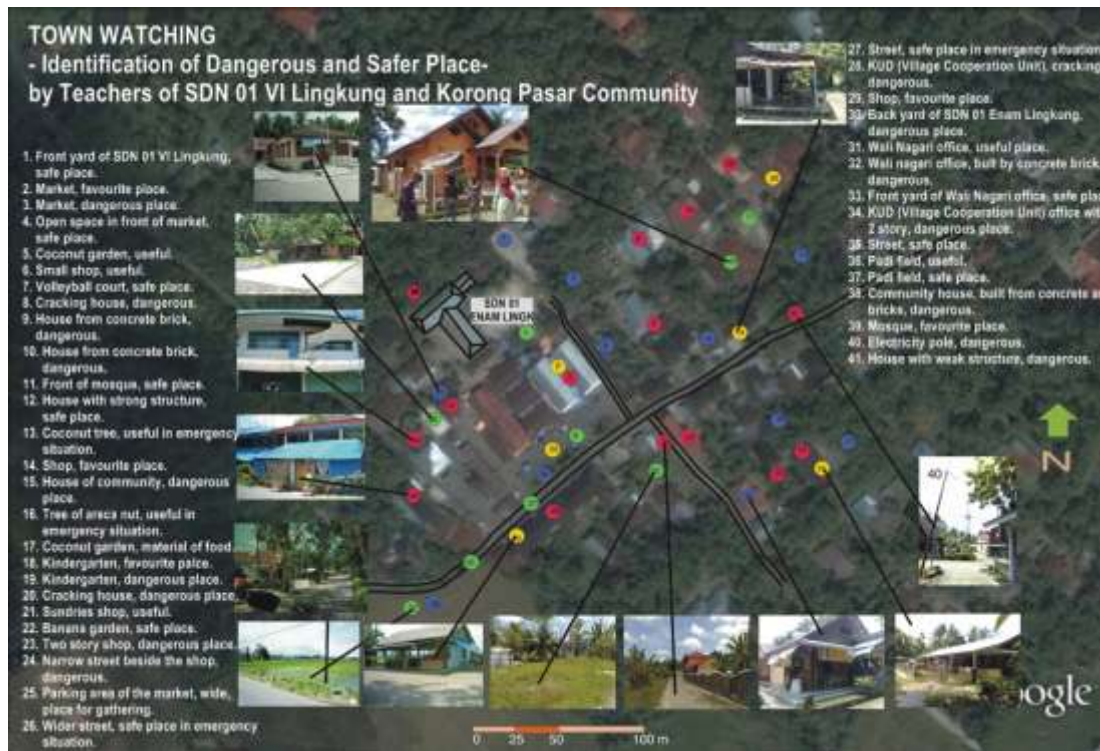 TOWN WATCHING
- Identification of Dangerous and Safer Place-
by Teachers of SDN 01 VI Lingkung and Korong Pasar Community
1. Front yard of SDN 01 VI Lingkung,
safe place.
2. Market, favourite place.
3. Market, dangerous place.
4. Open space in front of market,
safe place.
5. Coconut garden, useful.
6. Small shop, useful.
7. Volleyball court, safe place.
8. Cracking house, dangerous.
9. House from concrete brick,
dangerous.
10. House from concrete brick,
dangerous.
11. Front of mosque, safe place.
12. House with strong structure,
safe place.
13. Coconut tree, useful in emergency
situation.
14. Shop, favourite place.
15. House of community, dangerous
place.
16. Tree of areca nut, useful in
emergency situation.
17. Coconut garden, material of food.
18. Kindergarten, favourite palce.
19. Kindergarten, dangerous place.
20. Cracking house, dangerous place.
21. Sundries shop, useful.
22. Banana garden, safe place.
23. Two story shop, dangerous place.
24. Narrow street beside the shop,
dangerous.
25. Parking area of the market, wide,
place for gathering.
26. Wider street, safe place in emergency
situation.
27. Street, safe place in emergency situation.
28. KUD (Village Cooperation Unit), cracking
dangerous.
29. Shop, favourite place.
30. Back yard of SDN 01 Enam Lingkung,
dangerous place.
31. Wali Nagari office, useful place.
32. Wali nagari office, built by concrete brick,
dangerous.
33. Front yard of Wali Nagari office, safe plac
34. KUD (Village Cooperation Unit) office wit
2 story, dangerous place.
35. Street, safe place.
36. Padi field, useful.
37. Padi field, safe place.
38. Community house, built from concrete a
bricks, dangerous.
39. Mosque, favourite place.
40. Electricity pole, dangerous.
41. House with weak structure, dangerous.
SDN 01
ENAM LINGK
N
40
0 25 50 100 m
ogle